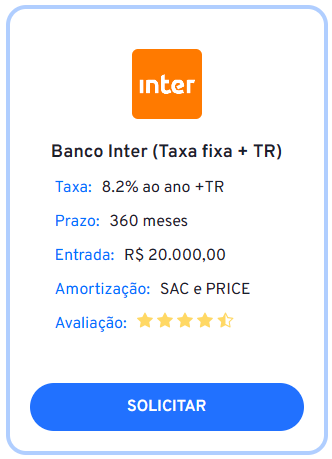 inter
Banco Inter (Taxa fixa + TR)
Taxa: 8.2% ao ano +TR
Prazo: 360 meses
Entrada: R$ 20.000,00
Amortização: SAC e PRICE
Avaliação:
SOLICITAR